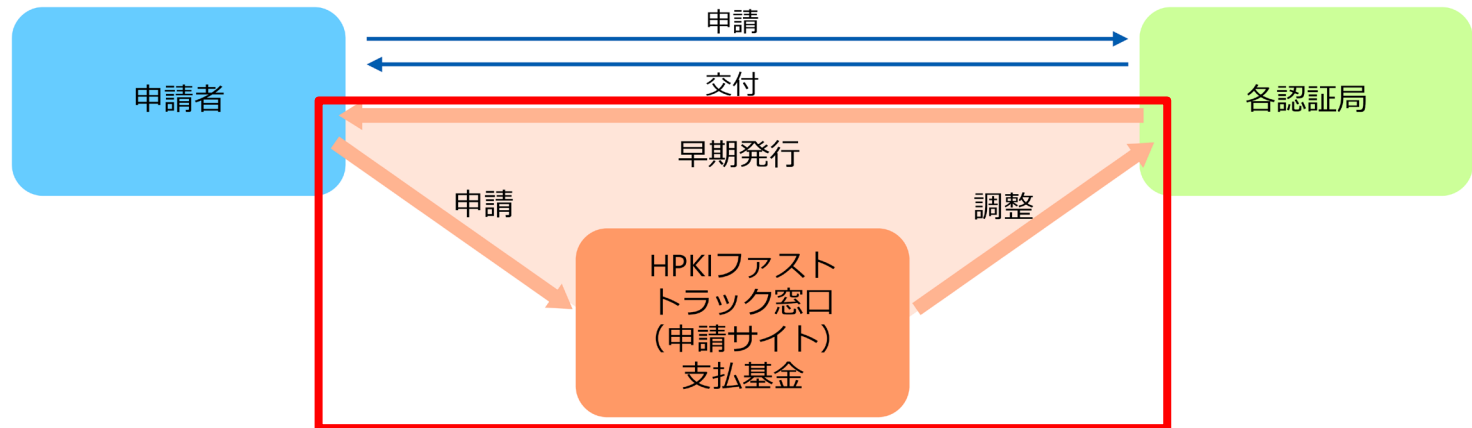 申請
申請者
各認証局
交付
早期発行
申請
調整
HPKIファスト
トラック窓口
（申請サイト）
支払基金